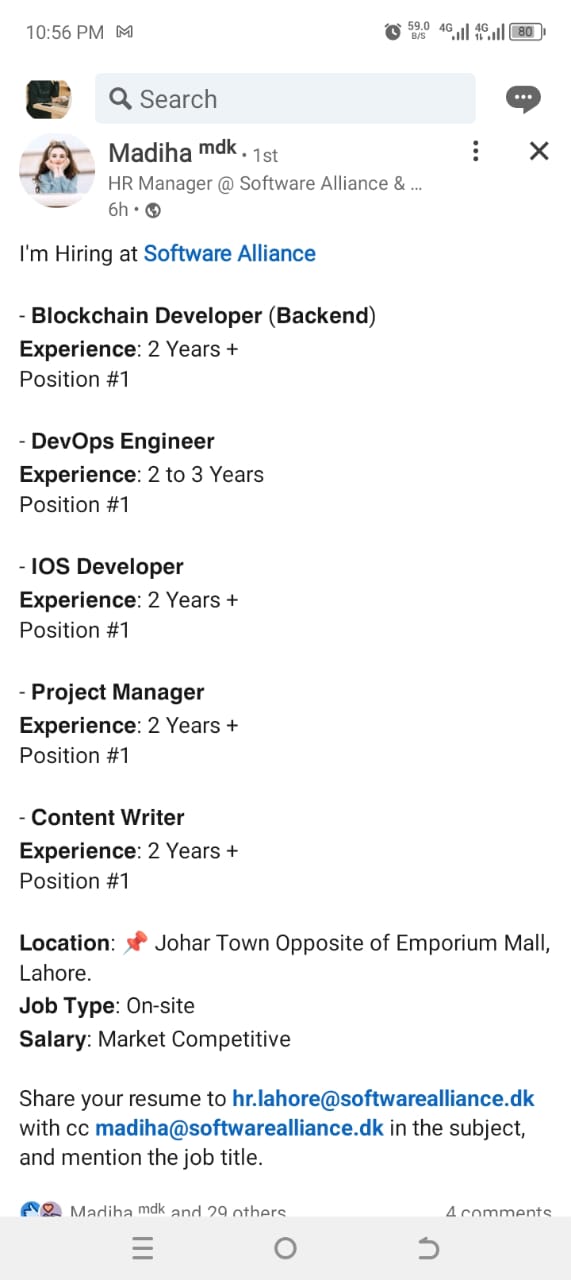 10:56 PM
59.0 B/S 4G 4G 80
Search
Madiha mdk • 1st
HR Manager @ Software Alliance & ...
6h •
I'm Hiring at Software Alliance
- Blockchain Developer (Backend)
Experience: 2 Years +
Position #1
- DevOps Engineer
Experience: 2 to 3 Years
Position #1
- IOS Developer
Experience: 2 Years +
Position #1
- Project Manager
Experience: 2 Years +
Position #1
- Content Writer
Experience: 2 Years +
Position #1
Location: 📌 Johar Town Opposite of Emporium Mall,
Lahore.
Job Type: On-site
Salary: Market Competitive
Share your resume to hr.lahore@softwarealliance.dk
with cc madiha@softwarealliance.dk in the subject,
and mention the job title.
Madiha mdk and 29 others 4 comments